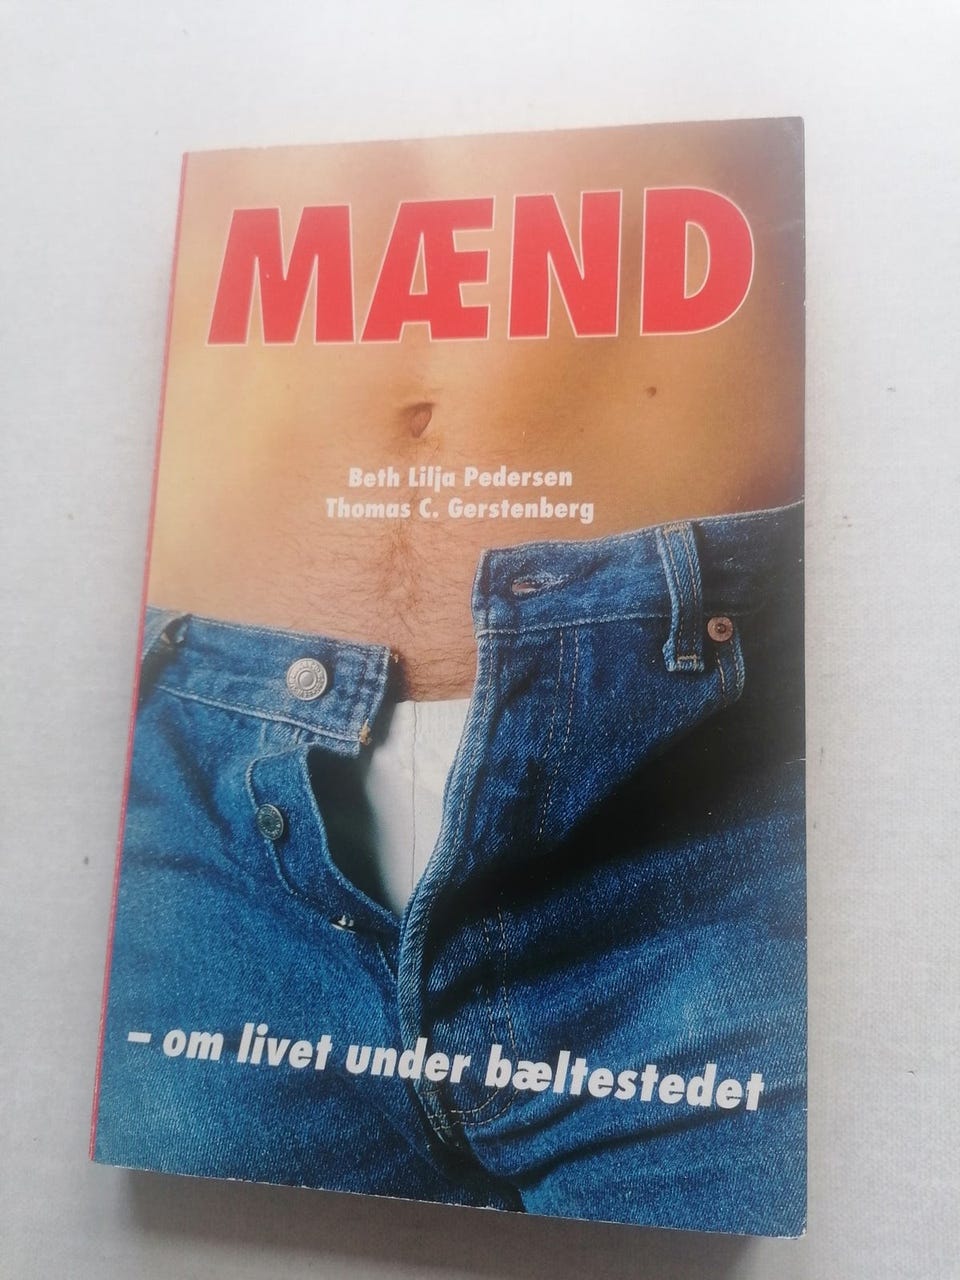 MÆND
Beth Lilja Pedersen
Thomas C. Gerstenberg
– om livet under bæltestedet